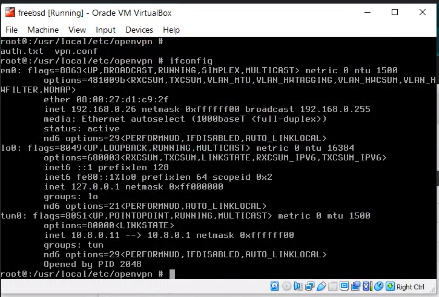 freebsd [Running] - Oracle VM VirtualBox
File Machine View Input Devices Help
root@:/usr/local/etc/openvpn #
auth.txt vpn.conf
root@:/usr/local/etc/openvpn # ifconfig
em0: flags=8863<UP,BROADCAST,RUNNING,SIMPLEX,MULTICAST> metric 0 mtu 1500
options=481009b<RXCSUM,TXCSUM,VLAN_MTU,VLAN_HWTAGGING,VLAN_HWCSUM,VLAN_H
WFILTER,NOMAP>
ether 08:00:27:d1:c9:2f
inet 192.168.0.26 netmask 0xffffff00 broadcast 192.168.0.255
media: Ethernet autoselect (1000baseT <full-duplex>)
status: active
nd6 options=29<PERFORMNUD,IFDISABLED,AUTO_LINKLOCAL>
lo0: flags=8049<UP,LOOPBACK,RUNNING,MULTICAST> metric 0 mtu 16384
options=680003<RXCSUM,TXCSUM,LINKSTATE,RXCSUM_IPV6,TXCSUM_IPV6>
inet6 ::1 prefixlen 128
inet6 fe80::1%lo0 prefixlen 64 scopeid 0x2
inet 127.0.0.1 netmask 0xff000000
groups: lo
nd6 options=21<PERFORMNUD,AUTO_LINKLOCAL>
tun0: flags=8051<UP,POINTOPOINT,RUNNING,MULTICAST> metric 0 mtu 1500
options=80000<LINKSTATE>
inet 10.8.0.11 --> 10.8.0.1 netmask 0xffffff00
groups: tun
nd6 options=29<PERFORMNUD,IFDISABLED,AUTO_LINKLOCAL>
Opened by PID 2048
root@:/usr/local/etc/openvpn #
Right Ctrl